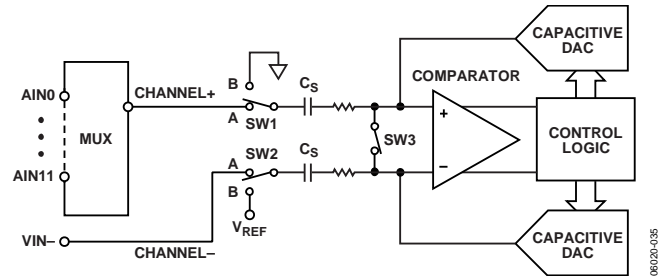 CAPACITIVE
DAC
COMPARATOR
B
CS
CHANNEL+
AIN0
A
SW1
MUX
+
SW3
CONTROL
LOGIC
A
SW2
CS
–
AIN11
B
VREF
VIN–
CHANNEL–
CAPACITIVE
DAC
06020-035